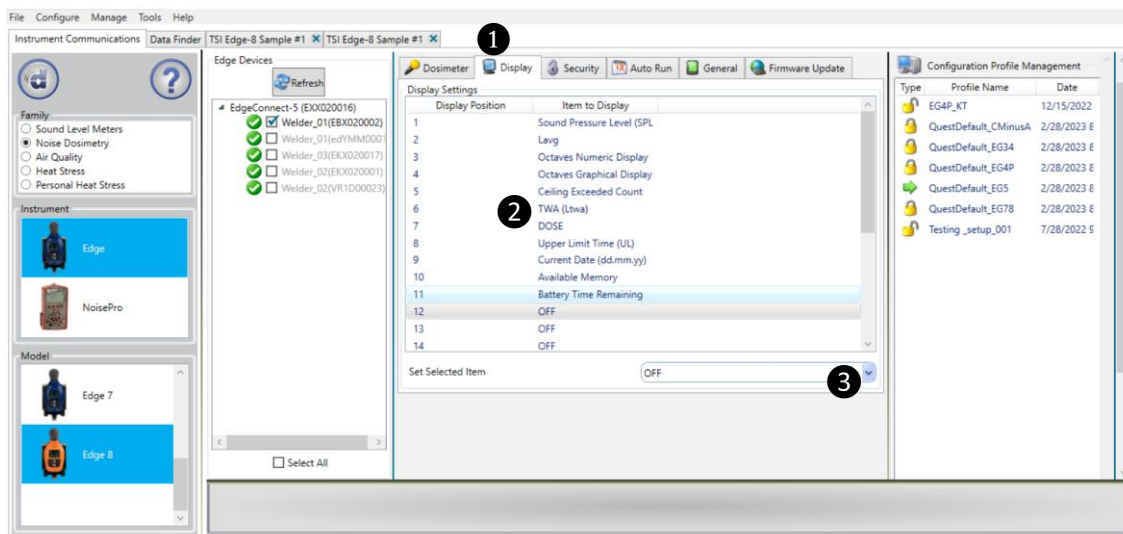 File Configure Manage Tools Help
Instrument Communications Data Finder TSI Edge-8 Sample #1 TSI Edge-8 Sample #1
1
Family
Sound Level Meters
Noise Dosimetry
Air Quality
Heat Stress
Personal Heat Stress
Instrument
Edge
NoisePro
Model
Edge 7
Edge 8
Edge Devices
Refresh
EdgeConnect-5 (EXX020016)
Welder_01(EBX020002)
Welder_01(edYMM0001
Welder_03(EKX020017)
Welder_02(EKX020001)
Welder_02(VR1D00023)
Select All
Dosimeter Display Security Auto Run General Firmware Update
Display Settings
Display Position Item to Display
1 Sound Pressure Level (SPL
2 Lavg
3 Octaves Numeric Display
4 Octaves Graphical Display
5 Ceiling Exceeded Count
6 TWA (Ltwa)
2
7 DOSE
8 Upper Limit Time (UL)
9 Current Date (dd.mm.yy)
10 Available Memory
11 Battery Time Remaining
12 OFF
13 OFF
14 OFF
Set Selected Item OFF
3
Configuration Profile Management
Type Profile Name Date
EG4P_KT 12/15/2022
QuestDefault_CMinusA 2/28/2023 8
QuestDefault_EG34 2/28/2023 8
QuestDefault_EG4P 2/28/2023 8
QuestDefault_EG5 2/28/2023 8
QuestDefault_EG78 2/28/2023 8
Testing _setup_001 7/28/2022 9